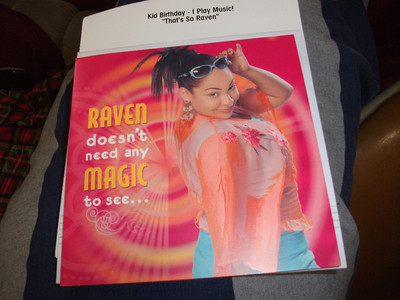 Kid Birthday - I Play Music!
"That's So Raven"
RAVEN
doesn't
need any
MAGIC
to see...